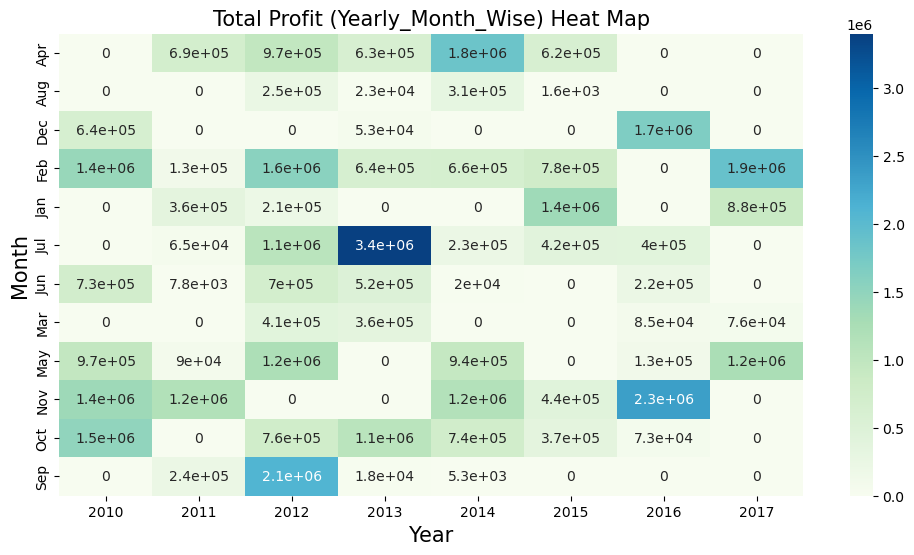 Total Profit (Yearly_Month_Wise) Heat Map
1e6
Apr 0 6.9e+05 9.7e+05 6.3e+05 1.8e+06 6.2e+05 0 0
Aug 0 0 2.5e+05 2.3e+04 3.1e+05 1.6e+03 0 0
Dec 6.4e+05 0 0 5.3e+04 0 0 1.7e+06 0
Feb 1.4e+06 1.3e+05 1.6e+06 6.4e+05 6.6e+05 7.8e+05 0 1.9e+06
Jan 0 3.6e+05 2.1e+05 0 0 1.4e+06 0 8.8e+05
Jul 0 6.5e+04 1.1e+06 3.4e+06 2.3e+05 4.2e+05 4e+05 0
Jun 7.3e+05 7.8e+03 7e+05 5.2e+05 2e+04 0 2.2e+05 0
Mar 0 0 4.1e+05 3.6e+05 0 0 8.5e+04 7.6e+04
May 9.7e+05 9e+04 1.2e+06 0 9.4e+05 0 1.3e+05 1.2e+06
Nov 1.4e+06 1.2e+06 0 0 1.2e+06 4.4e+05 2.3e+06 0
Oct 1.5e+06 0 7.6e+05 1.1e+06 7.4e+05 3.7e+05 7.3e+04 0
Sep 0 2.4e+05 2.1e+06 1.8e+04 5.3e+03 0 0 0
2010 2011 2012 2013 2014 2015 2016 2017
Year
Month
3.0
2.5
2.0
1.5
1.0
0.5
0.0